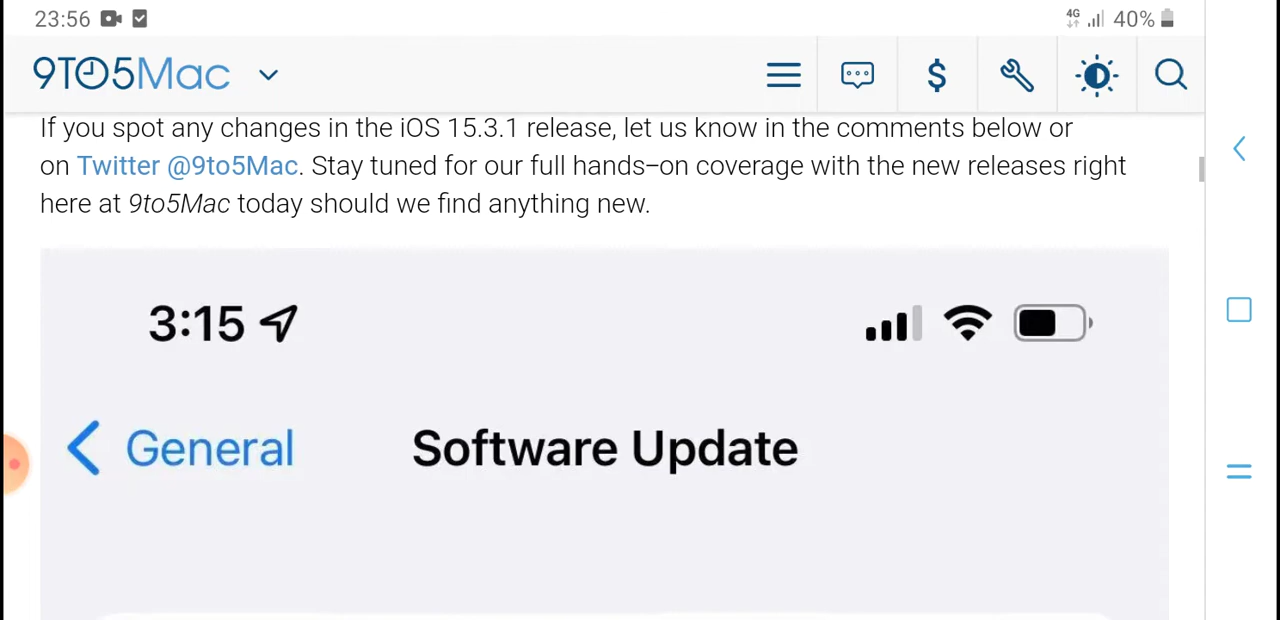 23:56 4G 40%
9TO5Mac
If you spot any changes in the iOS 15.3.1 release, let us know in the comments below or
on Twitter @9to5Mac. Stay tuned for our full hands-on coverage with the new releases right
here at 9to5Mac today should we find anything new.
3:15
General Software Update